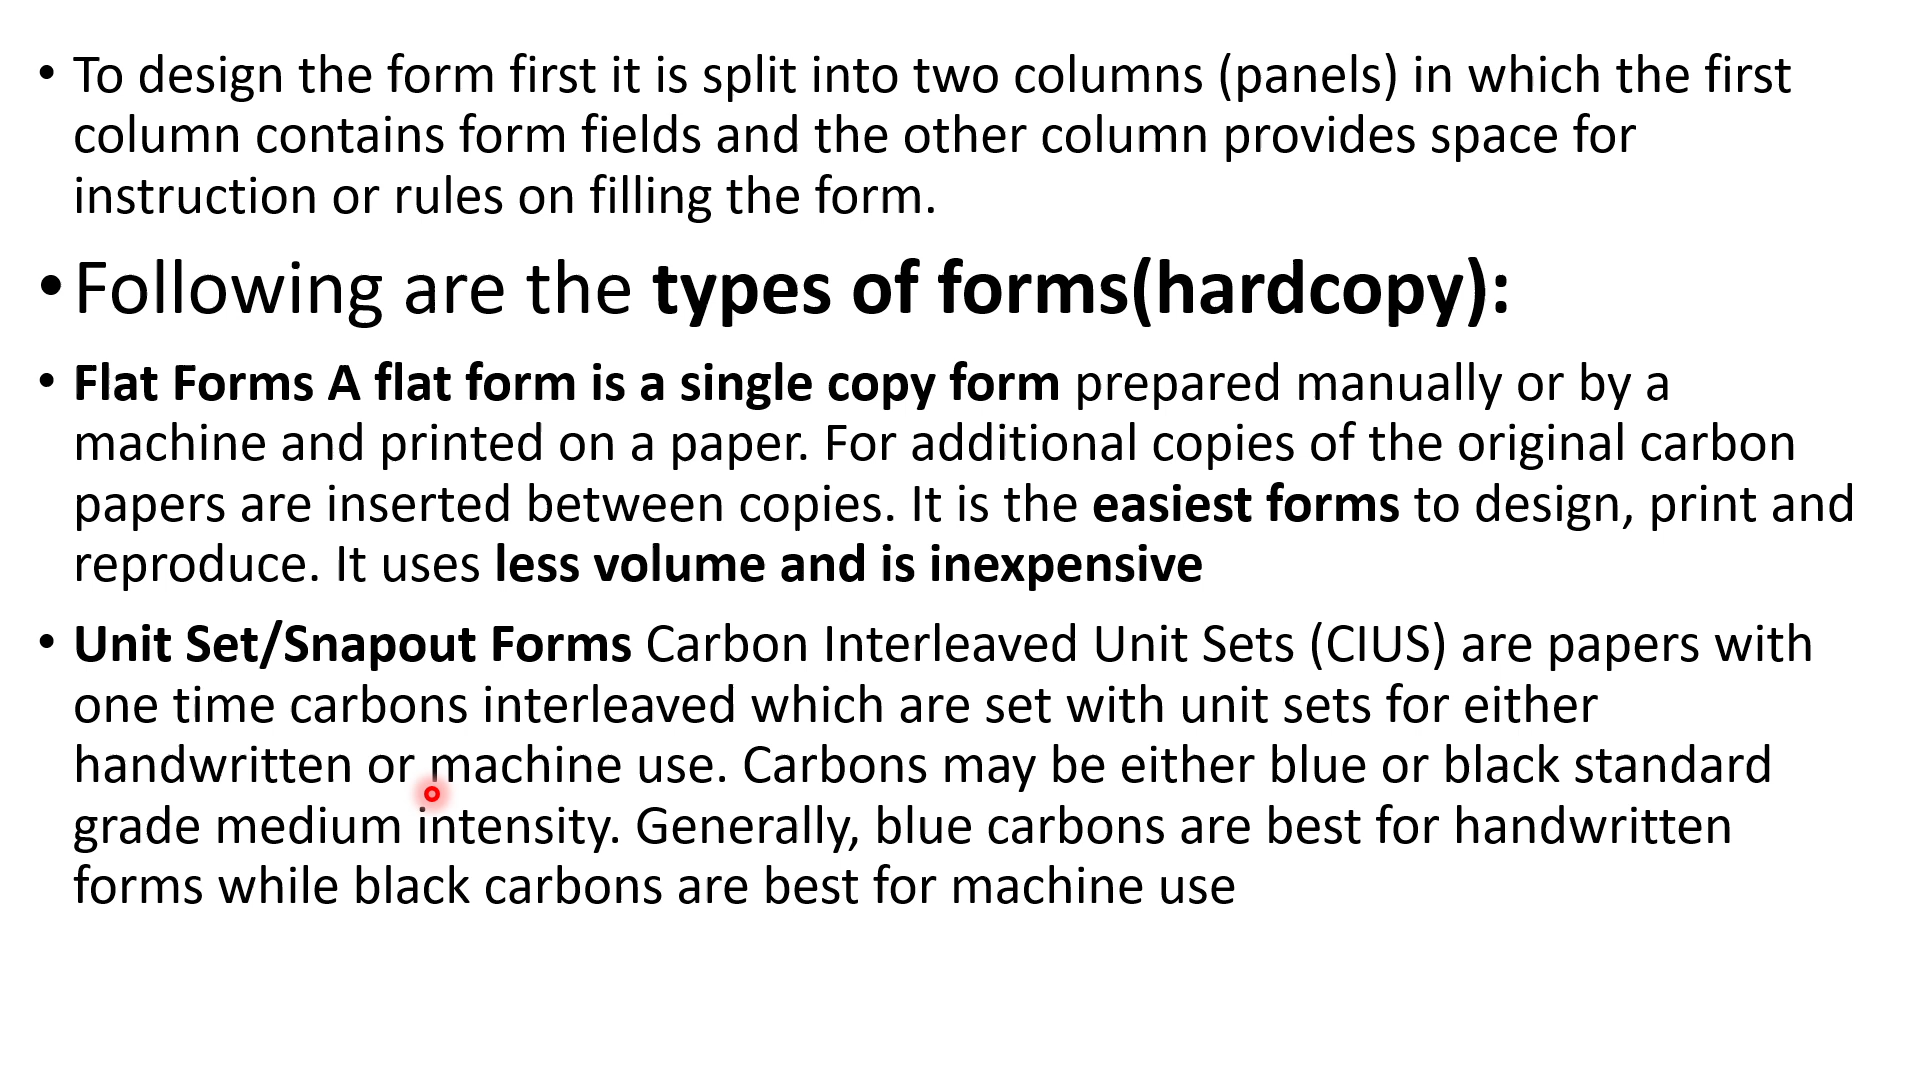 • To design the form first it is split into two columns (panels) in which the first
column contains form fields and the other column provides space for
instruction or rules on filling the form.
• Following are the types of forms(hardcopy):
• Flat Forms A flat form is a single copy form prepared manually or by a
machine and printed on a paper. For additional copies of the original carbon
papers are inserted between copies. It is the easiest forms to design, print and
reproduce. It uses less volume and is inexpensive
• Unit Set/Snapout Forms Carbon Interleaved Unit Sets (CIUS) are papers with
one time carbons interleaved which are set with unit sets for either
handwritten or machine use. Carbons may be either blue or black standard
grade medium intensity. Generally, blue carbons are best for handwritten
forms while black carbons are best for machine use